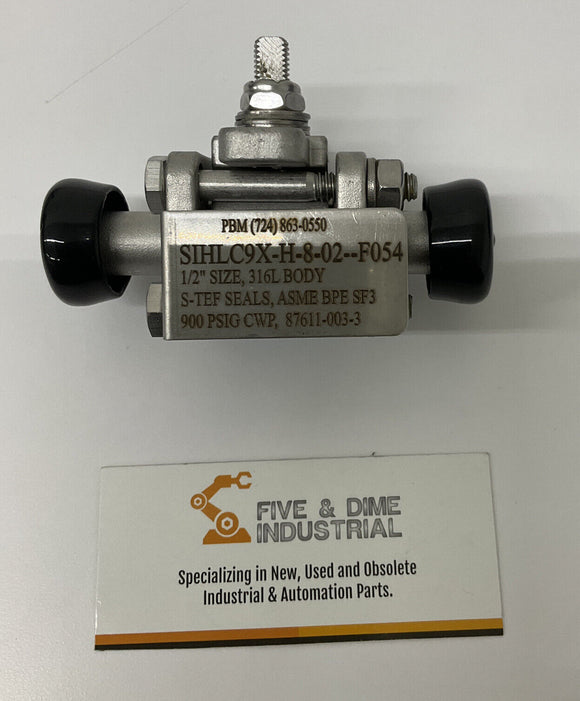 PBM (724) 863-0550
SIHLC9X-H-8-02--F054
1/2" SIZE, 316L BODY
S-TEF SEALS, ASME BPE SF3
900 PSIG CWP, 87611-003-3
FIVE & DIME
INDUSTRIAL
Specializing in New, Used and Obsolete
Industrial & Automation Parts.